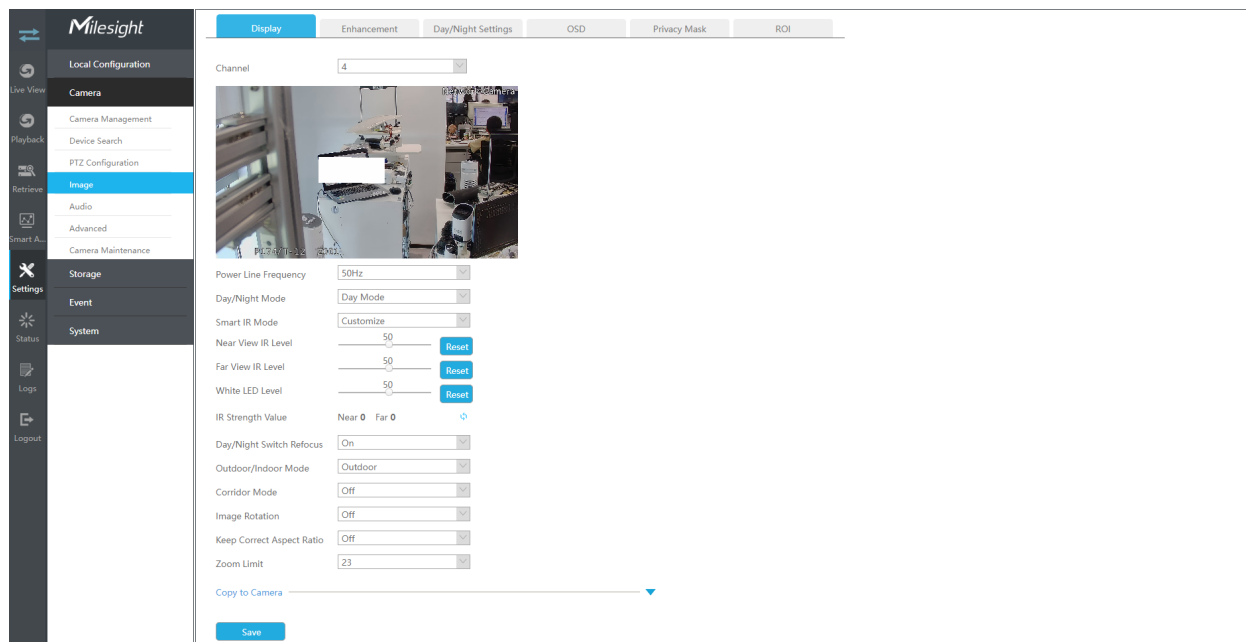 Milesight
Display Enhancement Day/Night Settings OSD Privacy Mask ROI
Live View
Playback
Retrieve
Smart A...
Settings
Status
Logs
Logout
Local Configuration
Camera
Camera Management
Device Search
PTZ Configuration
Image
Audio
Advanced
Camera Maintenance
Storage
Event
System
Channel 4
Network Camera
Power Line Frequency 50Hz
Day/Night Mode Day Mode
Smart IR Mode Customize
Near View IR Level 50 Reset
Far View IR Level 50 Reset
White LED Level 50 Reset
IR Strength Value Near 0 Far 0
Day/Night Switch Refocus On
Outdoor/Indoor Mode Outdoor
Corridor Mode Off
Image Rotation Off
Keep Correct Aspect Ratio Off
Zoom Limit 23
Copy to Camera
Save